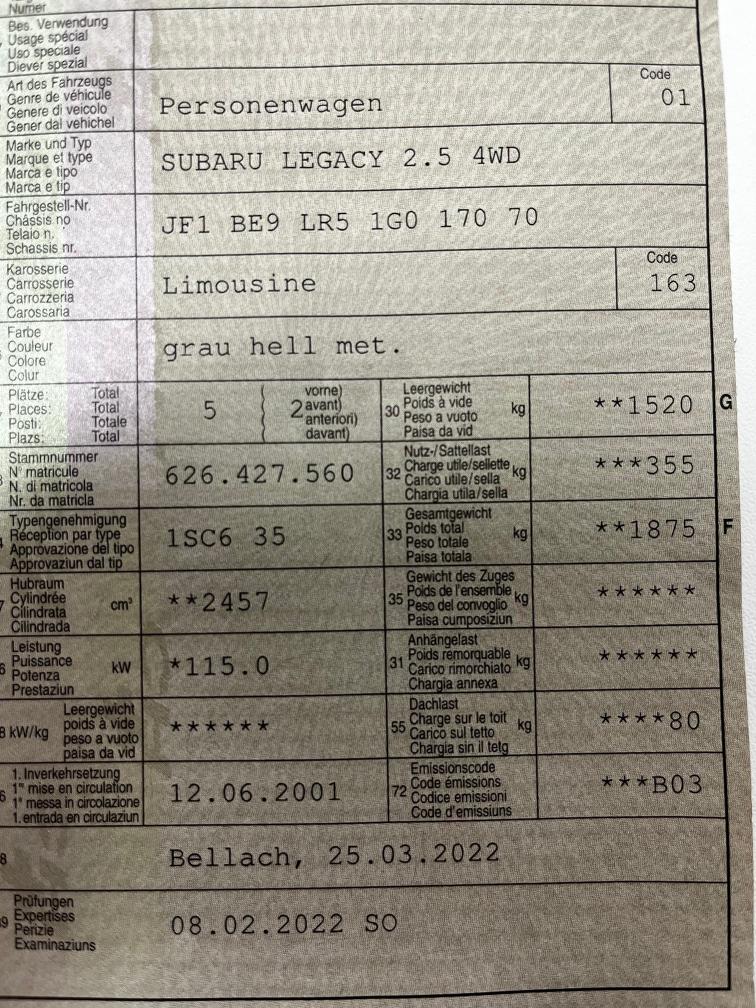 Numer
Bes. Verwendung
Usage spécial
Uso speciale
Diever spezial
Art des Fahrzeugs
Genre de véhicule
Genere di veicolo
Gener dal vehichel
Personenwagen
Code
01
Marke und Typ
Marque et type
Marca e tipo
Marca e tip
SUBARU LEGACY 2.5 4WD
Fahrgestell-Nr.
Châssis no
Telaio n.
Schassis nr.
JF1 BE9 LR5 1G0 170 70
Karosserie
Carrosserie
Carrozzeria
Carossaria
Limousine
Code
163
Farbe
Couleur
Colore
Colur
grau hell met.
Plätze: Total
Places: Total
Posti: Totale
Plazs: Total
5
2
vorne)
avant)
anteriori)
davant)
30
Leergewicht
Poids à vide
Peso a vuoto
Paisa da vid
kg
**1520
G
Stammnummer
N° matricule
N. di matricola
Nr. da matricla
626.427.560
32
Nutz-/Sattellast
Charge utile/sellette
Carico utile/sella
Chargia utila/sella
kg
***355
Typengenehmigung
Réception par type
Approvazione del tipo
Approvaziun dal tip
1SC6 35
33
Gesamtgewicht
Poids total
Peso totale
Paisa totala
kg
**1875
F
7
Hubraum
Cylindrée
Cilindrata
Cilindrada
cm³
**2457
35
Gewicht des Zuges
Poids de l'ensemble
Peso del convoglio
Paisa cumposiziun
kg
******
6
Leistung
Puissance
Potenza
Prestaziun
kW
*115.0
31
Anhängelast
Poids remorquable
Carico rimorchiato
Chargia annexa
kg
******
8 kW/kg
Leergewicht
poids à vide
peso a vuoto
paisa da vid
******
55
Dachlast
Charge sur le toit
Carico sul tetto
Chargia sin il tetg
kg
****80
6
1. Inverkehrsetzung
1re mise en circulation
1a messa in circolazione
1. entrada en circulaziun
12.06.2001
72
Emissionscode
Code émissions
Codice emissioni
Code d'emissiuns
***B03
8
Bellach, 25.03.2022
9
Prüfungen
Expertises
Perizie
Examinaziuns
08.02.2022 SO